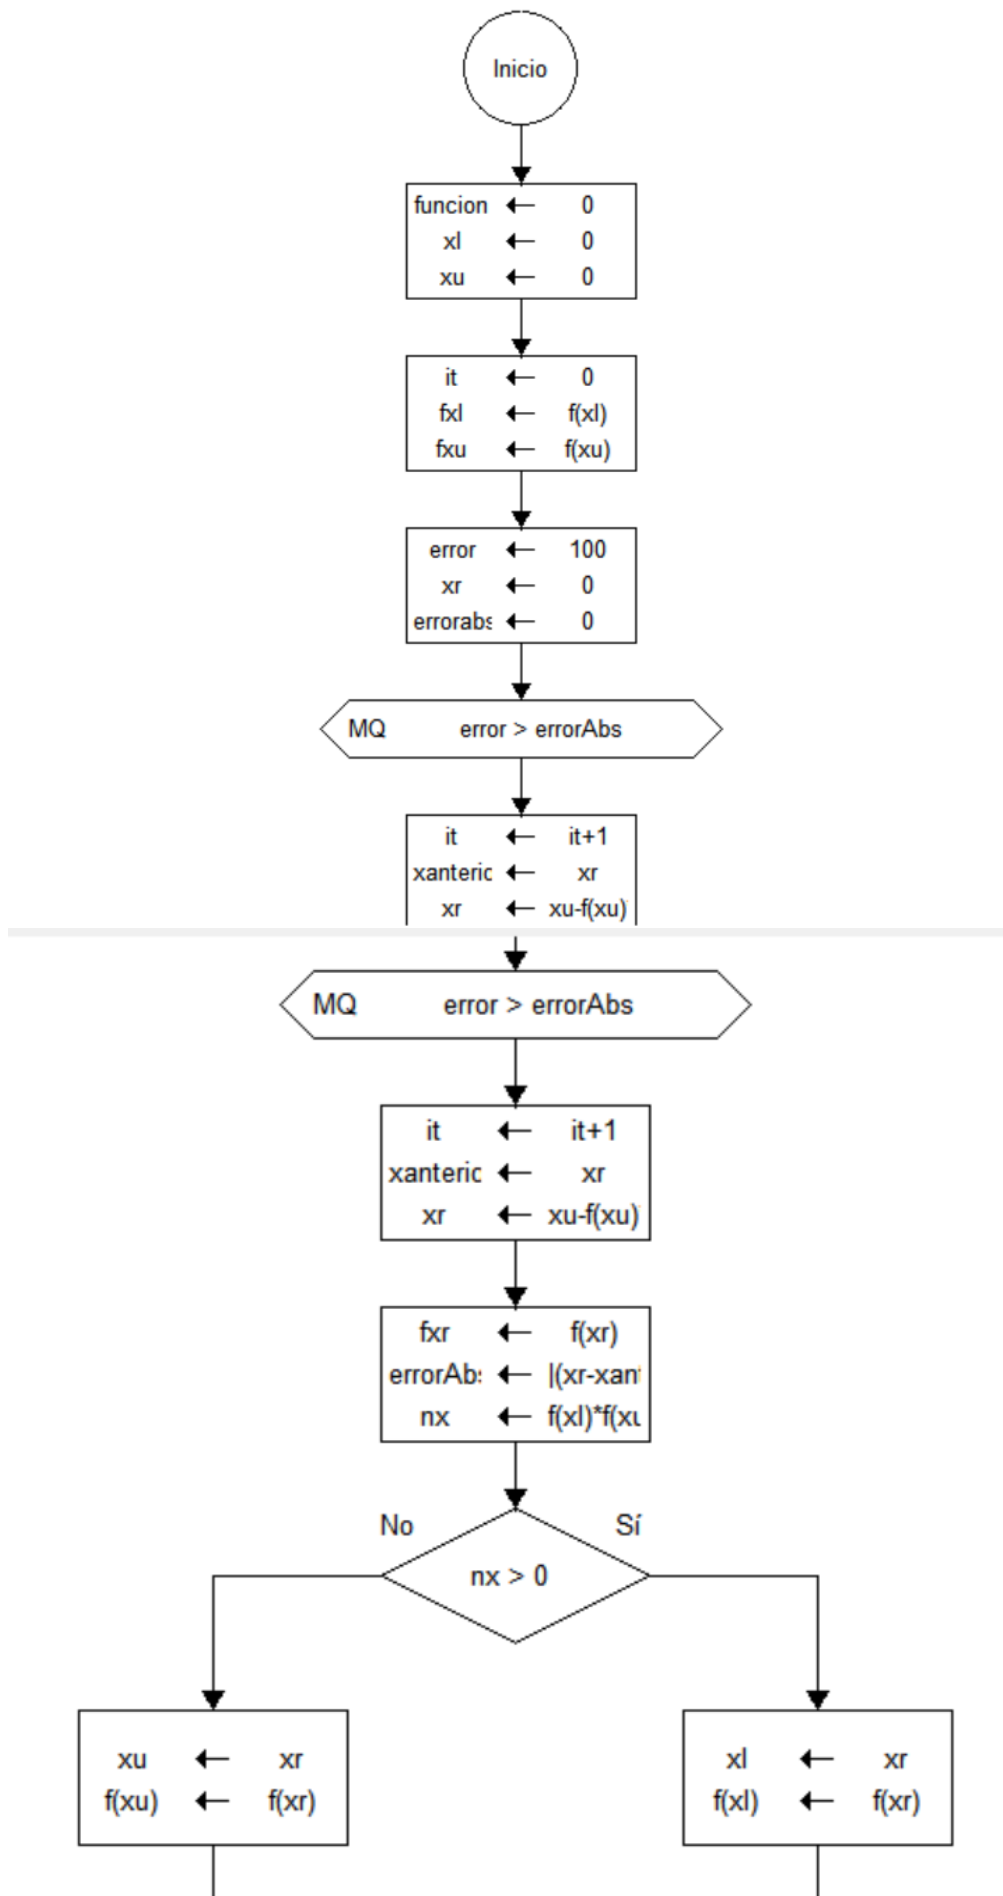 Inicio
funcion ← 0
xl ← 0
xu ← 0
it ← 0
fxl ← f(xl)
fxu ← f(xu)
error ← 100
xr ← 0
errorabs ← 0
MQ error > errorAbs
it ← it+1
xanteric ← xr
xr ← xu-f(xu)
MQ error > errorAbs
it ← it+1
xanteric ← xr
xr ← xu-f(xu)
fxr ← f(xr)
errorAb: ← |(xr-xant
nx ← f(xl)*f(xu
No Sí
nx > 0
xu ← xr
f(xu) ← f(xr)
xl ← xr
f(xl) ← f(xr)